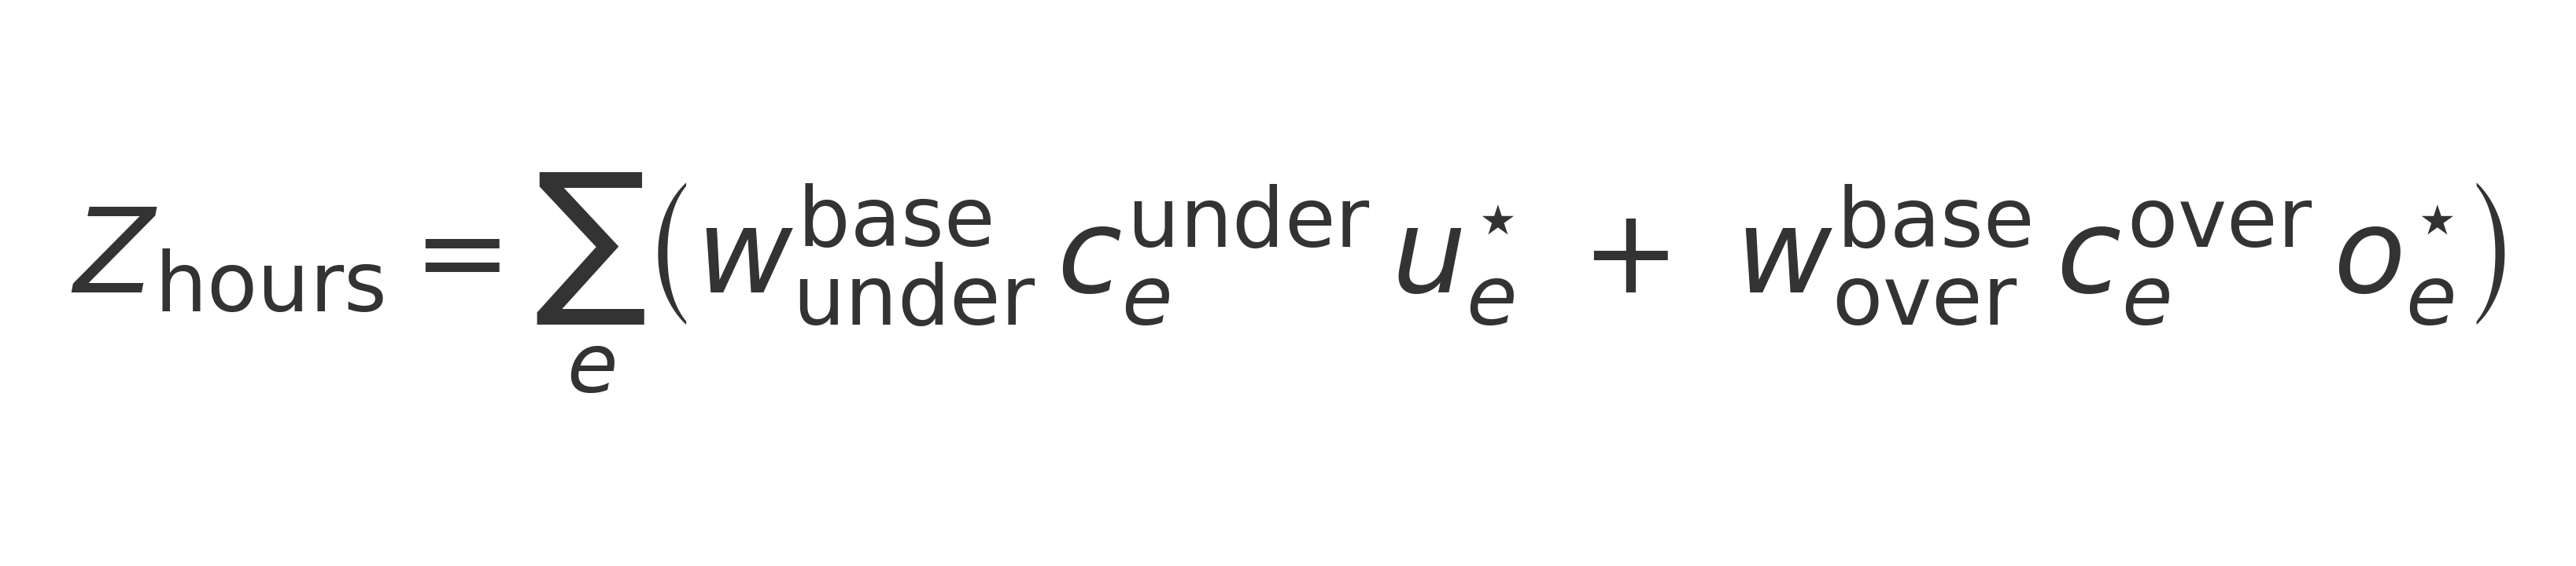 Z_hours = ∑_e ( w_under^base c_e^under u_e^⋆ + w_over^base c_e^over o_e^⋆ )